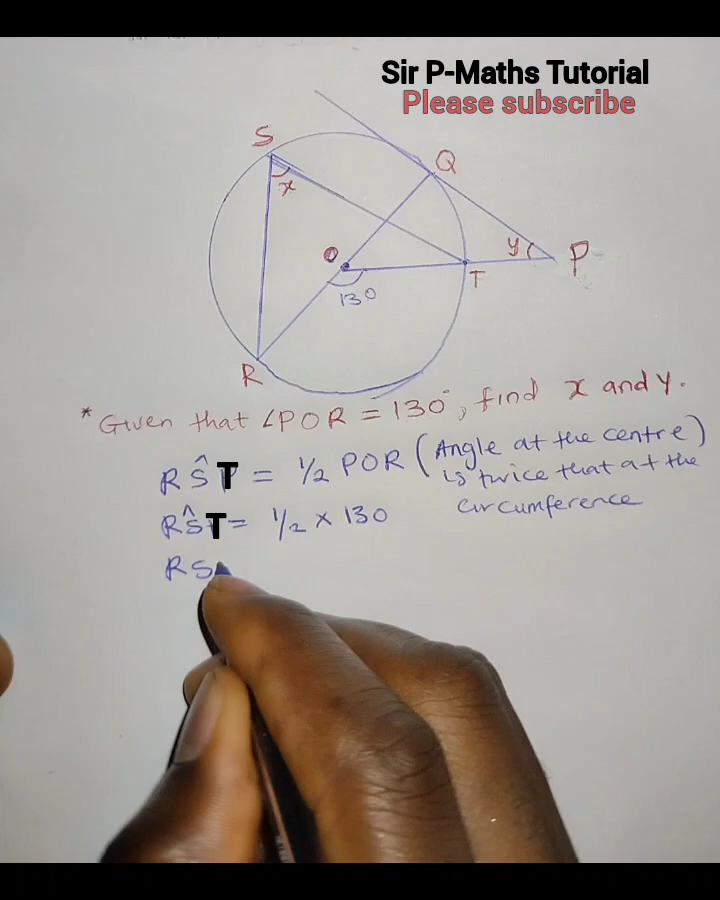 Sir P-Maths Tutorial
Please subscribe
S
Q
x
O
y
P
T
130
R
* Given that ∠POR = 130°, find x and y.
RŜT = 1/2 POR (Angle at the centre)
is twice that at the
circumference
RŜT = 1/2 × 130
RS